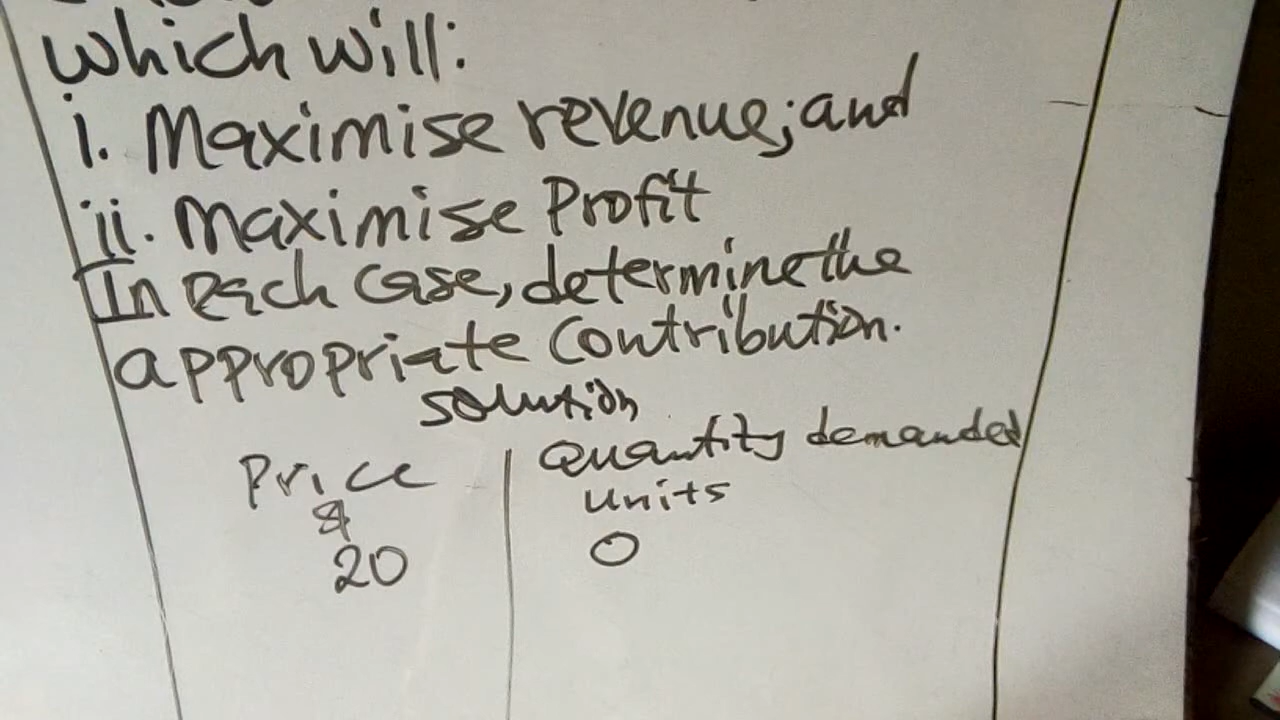 which will:
i. Maximise revenue; and
ii. Maximise Profit
In each case, determine the
appropriate contribution.
solution
Price
Quantity demanded
$
units
20
0